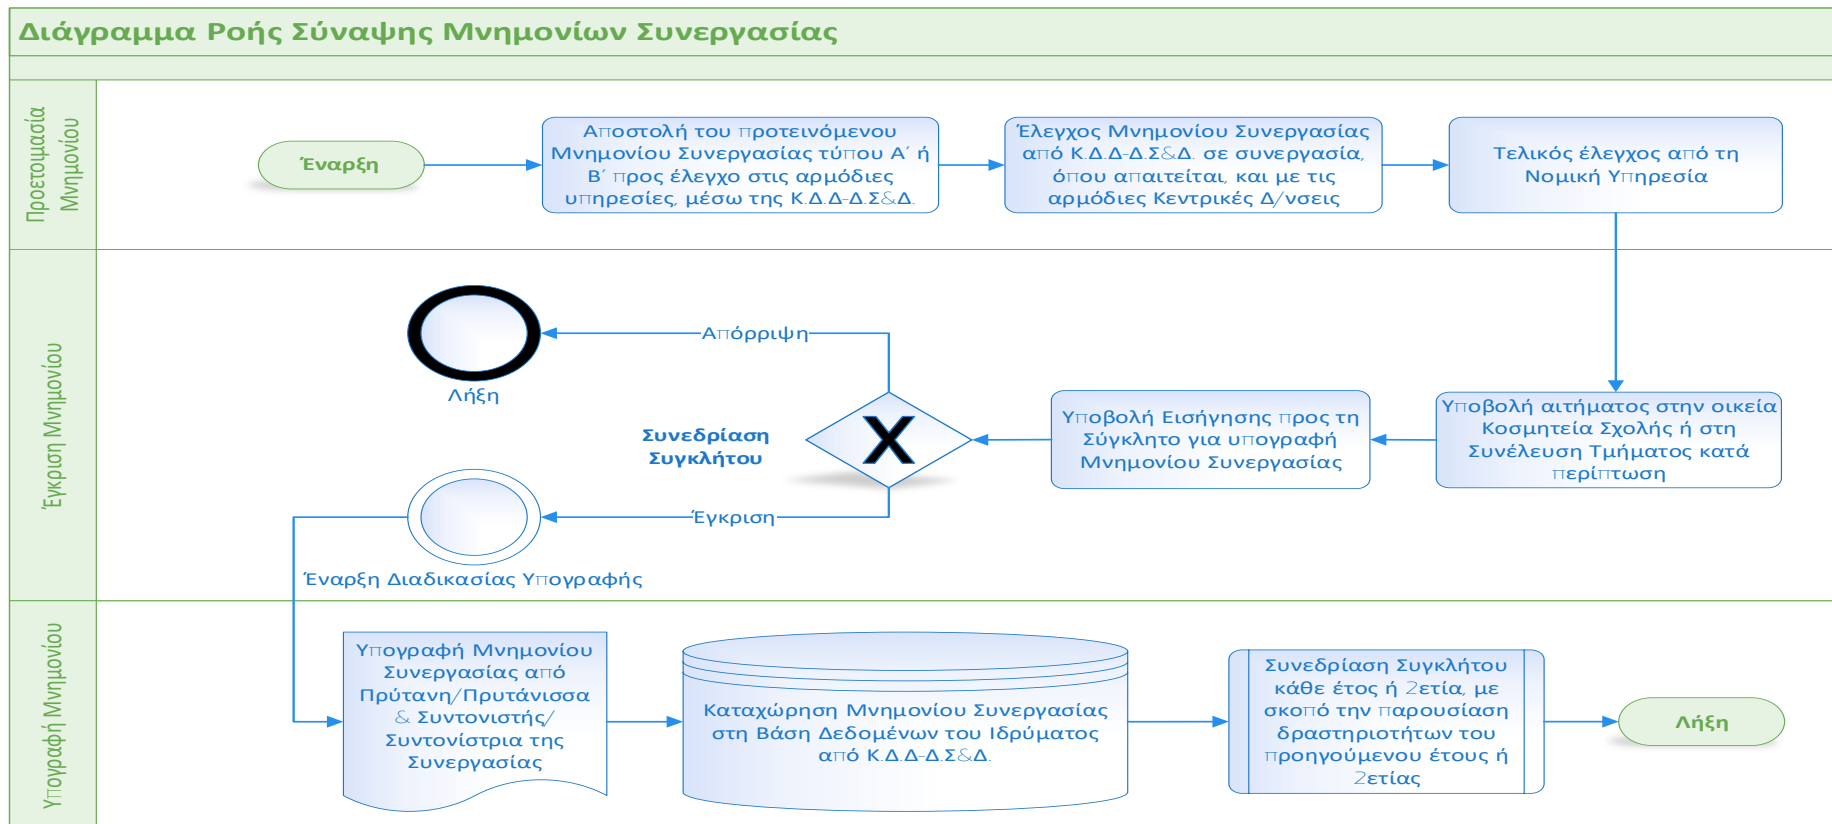 Διάγραμμα Ροής Σύναψης Μνημονίων Συνεργασίας
Προετοιμασία
Μνημονίου
Έναρξη
Αποστολή του προτεινόμενου
Μνημονίου Συνεργασίας τύπου Α΄ ή
Β΄ προς έλεγχο στις αρμόδιες
υπηρεσίες, μέσω της Κ.Δ.Δ-Δ.Σ&Δ.
Έλεγχος Μνημονίου Συνεργασίας
από Κ.Δ.Δ-Δ.Σ&Δ. σε συνεργασία,
όπου απαιτείται, και με τις
αρμόδιες Κεντρικές Δ/νσεις
Τελικός έλεγχος από τη
Νομική Υπηρεσία
Έγκριση Μνημονίου
Απόρριψη
Λήξη
Συνεδρίαση
Συγκλήτου
X
Υποβολή Εισήγησης προς τη
Σύγκλητο για υπογραφή
Μνημονίου Συνεργασίας
Υποβολή αιτήματος στην οικεία
Κοσμητεία Σχολής ή στη
Συνέλευση Τμήματος κατά
περίπτωση
Έγκριση
Έναρξη Διαδικασίας Υπογραφής
Υπογραφή Μνημονίου
Υπογραφή Μνημονίου
Συνεργασίας από
Πρύτανη/Πρυτάνισσα
& Συντονιστής/
Συντονίστρια της
Συνεργασίας
Καταχώρηση Μνημονίου Συνεργασίας
στη Βάση Δεδομένων του Ιδρύματος
από Κ.Δ.Δ-Δ.Σ&Δ.
Συνεδρίαση Συγκλήτου
κάθε έτος ή 2ετία, με
σκοπό την παρουσίαση
δραστηριοτήτων του
προηγούμενου έτους ή
2ετίας
Λήξη